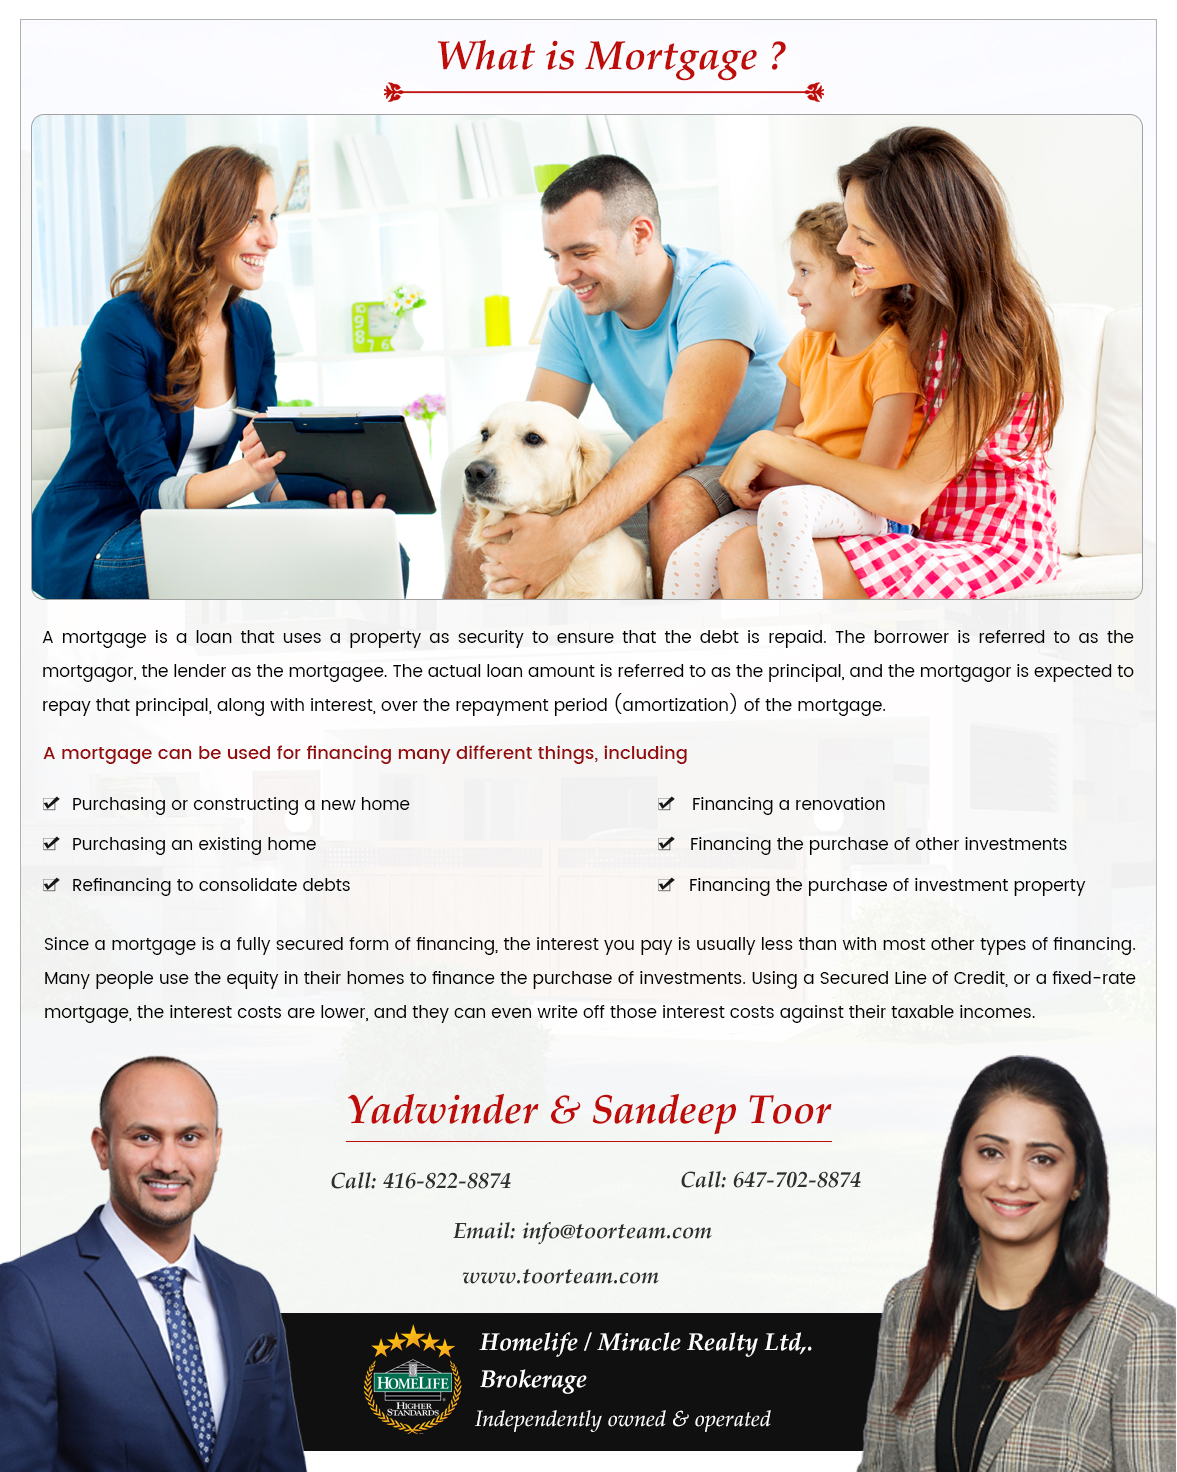 What is Mortgage ?
A mortgage is a loan that uses a property as security to ensure that the debt is repaid. The borrower is referred to as the
mortgagor, the lender as the mortgagee. The actual loan amount is referred to as the principal, and the mortgagor is expected to
repay that principal, along with interest, over the repayment period (amortization) of the mortgage.
A mortgage can be used for financing many different things, including
Purchasing or constructing a new home
Purchasing an existing home
Refinancing to consolidate debts
Financing a renovation
Financing the purchase of other investments
Financing the purchase of investment property
Since a mortgage is a fully secured form of financing, the interest you pay is usually less than with most other types of financing.
Many people use the equity in their homes to finance the purchase of investments. Using a Secured Line of Credit, or a fixed-rate
mortgage, the interest costs are lower, and they can even write off those interest costs against their taxable incomes.
Yadwinder & Sandeep Toor
Call: 416-822-8874
Call: 647-702-8874
Email: info@toorteam.com
www.toorteam.com
HOMELIFE
HIGHER
STANDARDS
Homelife / Miracle Realty Ltd,.
Brokerage
Independently owned & operated